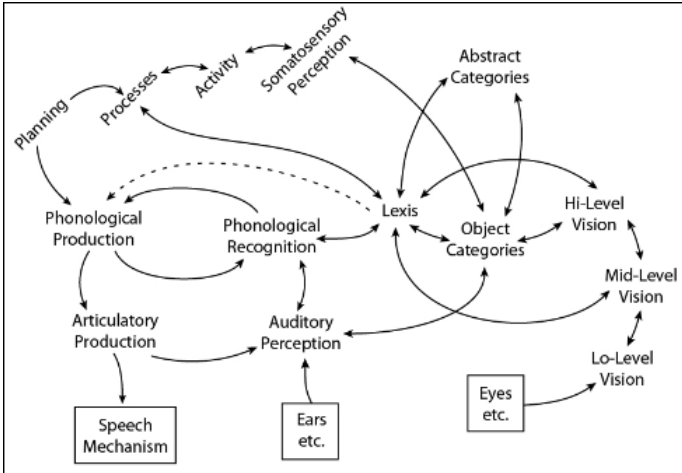 Planning
Processes
Activity
Somatosensory
Perception
Abstract
Categories
Phonological
Production
Phonological
Recognition
Lexis
Object
Categories
Hi-Level
Vision
Mid-Level
Vision
Articulatory
Production
Auditory
Perception
Lo-Level
Vision
Speech
Mechanism
Ears
etc.
Eyes
etc.